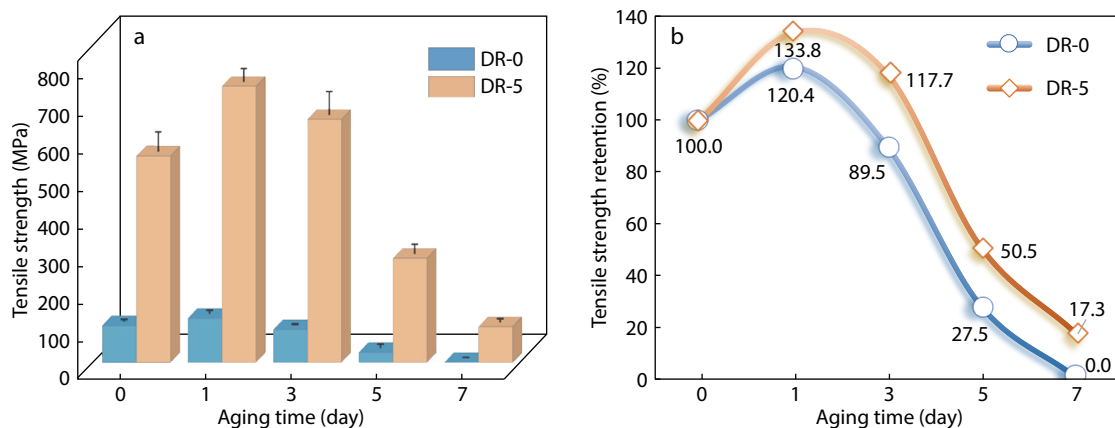 a
DR-0
DR-5
800
700
600
500
400
300
200
100
0
Tensile strength (MPa)
0 1 3 5 7
Aging time (day)
b
DR-0
DR-5
140
120
100
80
60
40
20
0
Tensile strength retention (%)
133.8
120.4
117.7
100.0
89.5
50.5
27.5
17.3
0.0
0 1 3 5 7
Aging time (day)